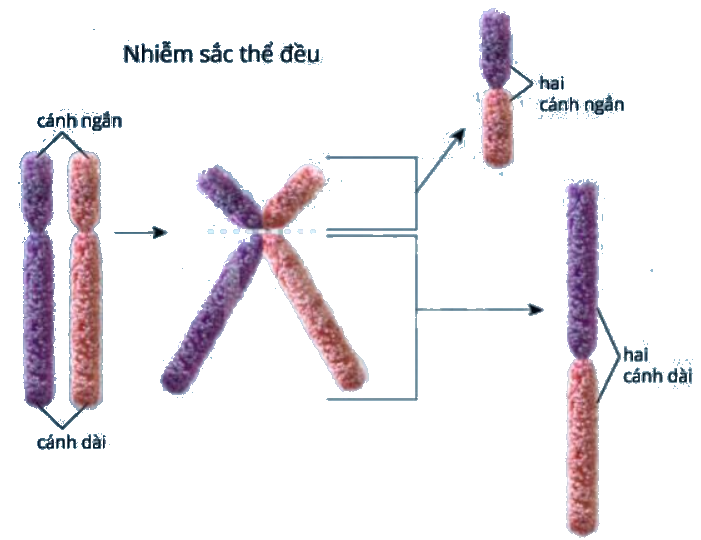 Nhiễm sắc thể đều
cánh ngắn
hai
cánh ngắn
hai
cánh dài
cánh dài